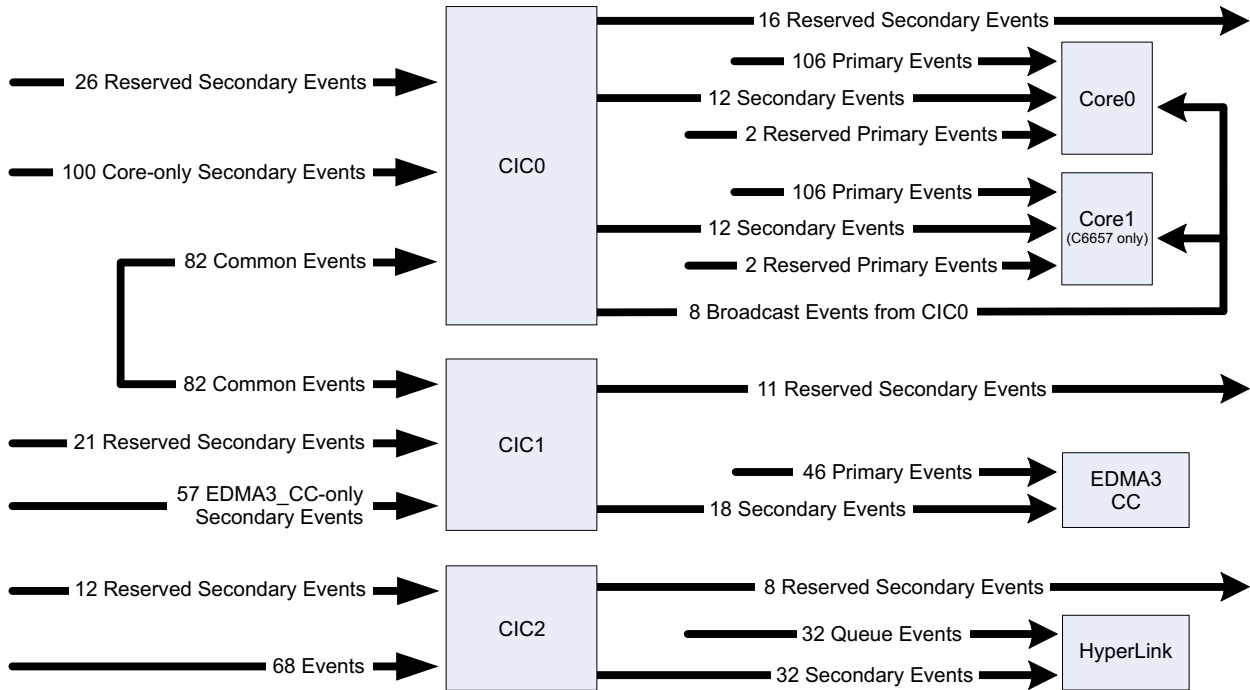 16 Reserved Secondary Events
26 Reserved Secondary Events
100 Core-only Secondary Events
82 Common Events
CIC0
106 Primary Events
12 Secondary Events
2 Reserved Primary Events
Core0
106 Primary Events
12 Secondary Events
2 Reserved Primary Events
Core1
(C6657 only)
8 Broadcast Events from CIC0
82 Common Events
21 Reserved Secondary Events
57 EDMA3_CC-only
Secondary Events
CIC1
11 Reserved Secondary Events
46 Primary Events
18 Secondary Events
EDMA3
CC
12 Reserved Secondary Events
68 Events
CIC2
8 Reserved Secondary Events
32 Queue Events
32 Secondary Events
HyperLink